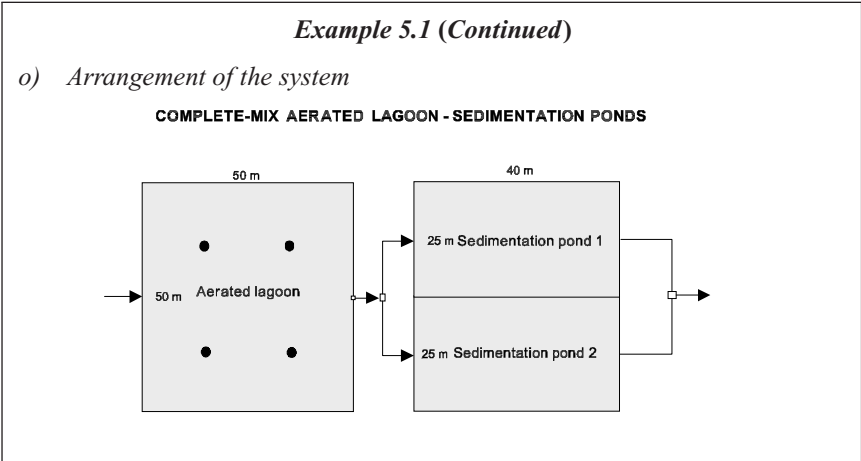 Example 5.1 (Continued)
o) Arrangement of the system
COMPLETE-MIX AERATED LAGOON - SEDIMENTATION PONDS
50 m
40 m
25 m Sedimentation pond 1
50 m Aerated lagoon
25 m Sedimentation pond 2